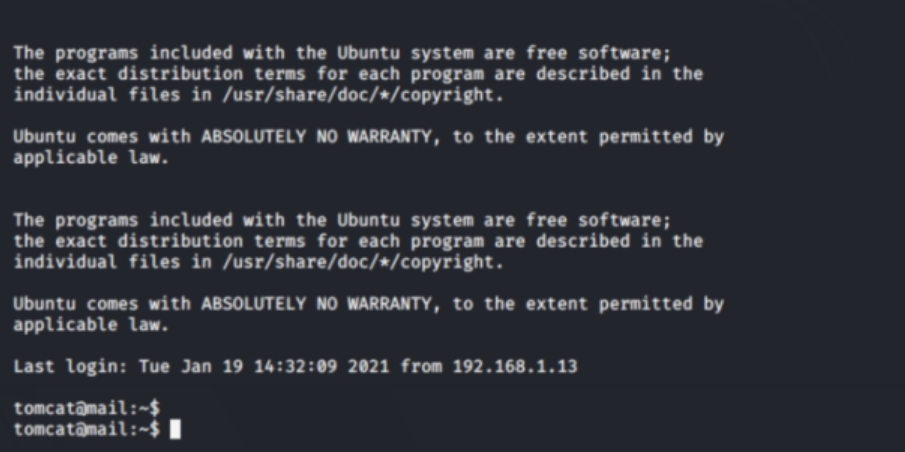 The programs included with the Ubuntu system are free software;
the exact distribution terms for each program are described in the
individual files in /usr/share/doc/*/copyright.
Ubuntu comes with ABSOLUTELY NO WARRANTY, to the extent permitted by
applicable law.
The programs included with the Ubuntu system are free software;
the exact distribution terms for each program are described in the
individual files in /usr/share/doc/*/copyright.
Ubuntu comes with ABSOLUTELY NO WARRANTY, to the extent permitted by
applicable law.
Last login: Tue Jan 19 14:32:09 2021 from 192.168.1.13
tomcat@mail:~$
tomcat@mail:~$